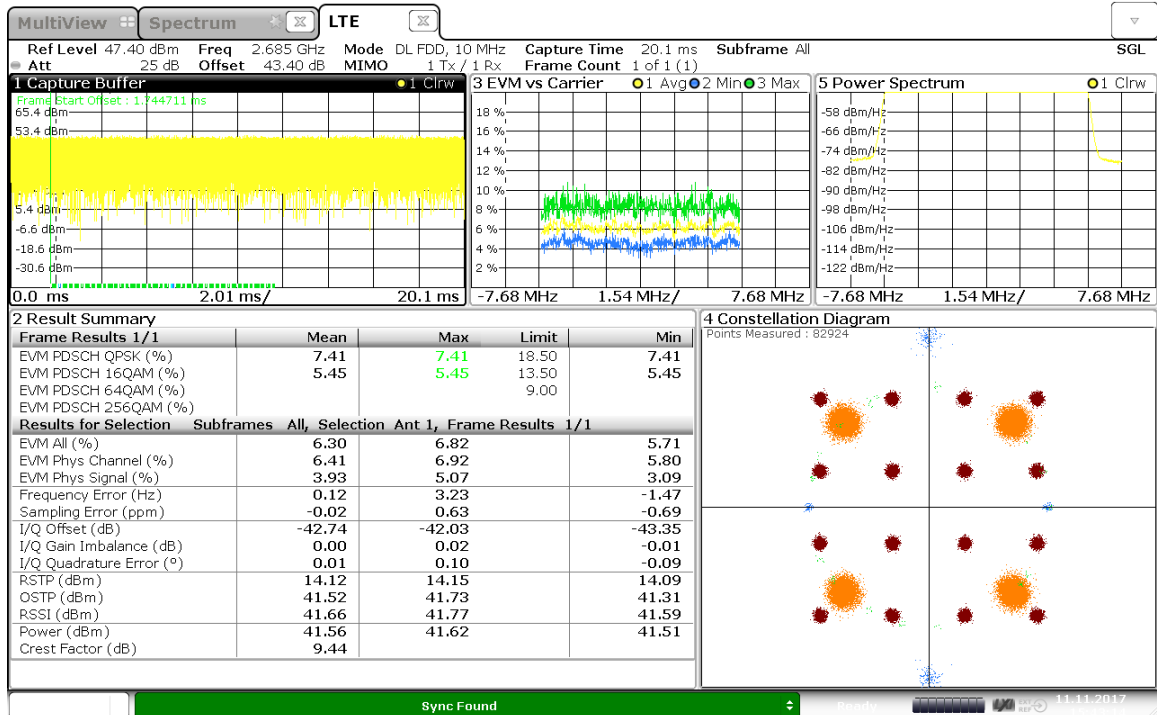 MultiView Spectrum LTE
Ref Level 47.40 dBm Freq 2.685 GHz Mode DL FDD, 10 MHz Capture Time 20.1 ms Subframe All SGL
Att 25 dB Offset 43.40 dB MIMO 1 Tx / 1 Rx Frame Count 1 of 1 (1)
1 Capture Buffer 1 Clrw
Frame Start Offset : 1.744711 ms
65.4 dBm
53.4 dBm
5.4 dBm
-6.6 dBm
-18.6 dBm
-30.6 dBm
0.0 ms 2.01 ms/ 20.1 ms
3 EVM vs Carrier 1 Avg 2 Min 3 Max
18 %
16 %
14 %
12 %
10 %
8 %
6 %
4 %
2 %
-7.68 MHz 1.54 MHz/ 7.68 MHz
5 Power Spectrum 1 Clrw
-58 dBm/Hz
-66 dBm/Hz
-74 dBm/Hz
-82 dBm/Hz
-90 dBm/Hz
-98 dBm/Hz
-106 dBm/Hz
-114 dBm/Hz
-122 dBm/Hz
-7.68 MHz 1.54 MHz/ 7.68 MHz
2 Result Summary
Frame Results 1/1 Mean Max Limit Min
EVM PDSCH QPSK (%) 7.41 7.41 18.50 7.41
EVM PDSCH 16QAM (%) 5.45 5.45 13.50 5.45
EVM PDSCH 64QAM (%) 9.00
EVM PDSCH 256QAM (%)
Results for Selection Subframes All, Selection Ant 1, Frame Results 1/1
EVM All (%) 6.30 6.82 5.71
EVM Phys Channel (%) 6.41 6.92 5.80
EVM Phys Signal (%) 3.93 5.07 3.09
Frequency Error (Hz) 0.12 3.23 -1.47
Sampling Error (ppm) -0.02 0.63 -0.69
I/Q Offset (dB) -42.74 -42.03 -43.35
I/Q Gain Imbalance (dB) 0.00 0.02 -0.01
I/Q Quadrature Error (°) 0.01 0.10 -0.09
RSTP (dBm) 14.12 14.15 14.09
OSTP (dBm) 41.52 41.73 41.31
RSSI (dBm) 41.66 41.77 41.59
Power (dBm) 41.56 41.62 41.51
Crest Factor (dB) 9.44
4 Constellation Diagram
Points Measured : 82924
Sync Found Ready LXI 11.11.2017